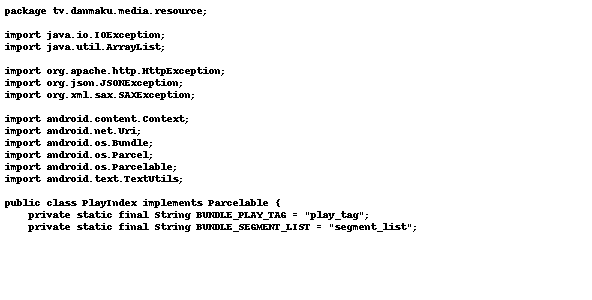 package tv.danmaku.media.resource;

import java.io.IOException;
import java.util.ArrayList;

import org.apache.http.HttpException;
import org.json.JSONException;
import org.xml.sax.SAXException;

import android.content.Context;
import android.net.Uri;
import android.os.Bundle;
import android.os.Parcel;
import android.os.Parcelable;
import android.text.TextUtils;

public class PlayIndex implements Parcelable {
    private static final String BUNDLE_PLAY_TAG = "play_tag";
    private static final String BUNDLE_SEGMENT_LIST = "segment_list";